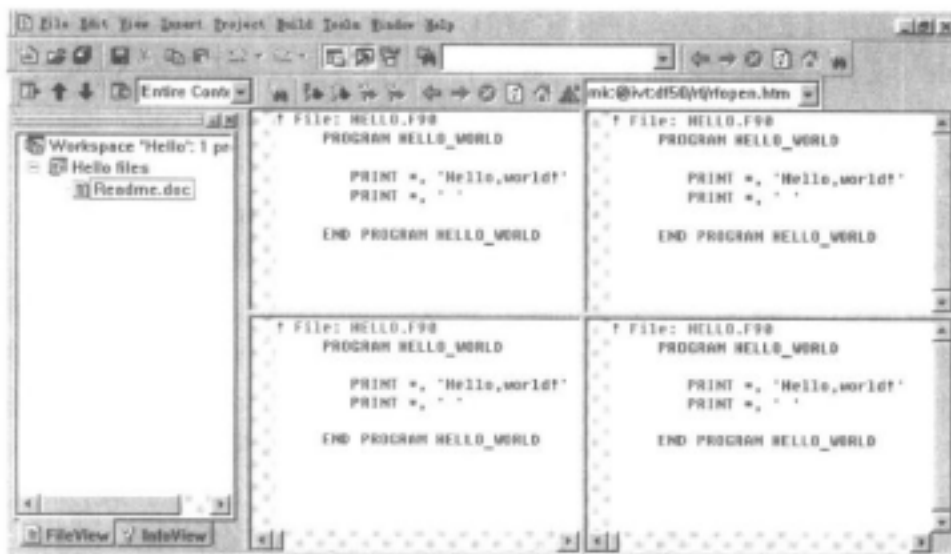 File Edit View Insert Project Build Tools Window Help
Entire Conte
mk:@ivt:df50/rf/rfopen.htm
Workspace "Hello": 1 pr
Hello files
Readme.doc
FileView InfoView
! File: HELLO.F90
PROGRAM HELLO_WORLD
PRINT *, 'Hello,world!'
PRINT *, ' '
END PROGRAM HELLO_WORLD
! File: HELLO.F90
PROGRAM HELLO_WORLD
PRINT *, 'Hello,world!'
PRINT *, ' '
END PROGRAM HELLO_WORLD
! File: HELLO.F90
PROGRAM HELLO_WORLD
PRINT *, 'Hello,world!'
PRINT *, ' '
END PROGRAM HELLO_WORLD
! File: HELLO.F90
PROGRAM HELLO_WORLD
PRINT *, 'Hello,world!'
PRINT *, ' '
END PROGRAM HELLO_WORLD